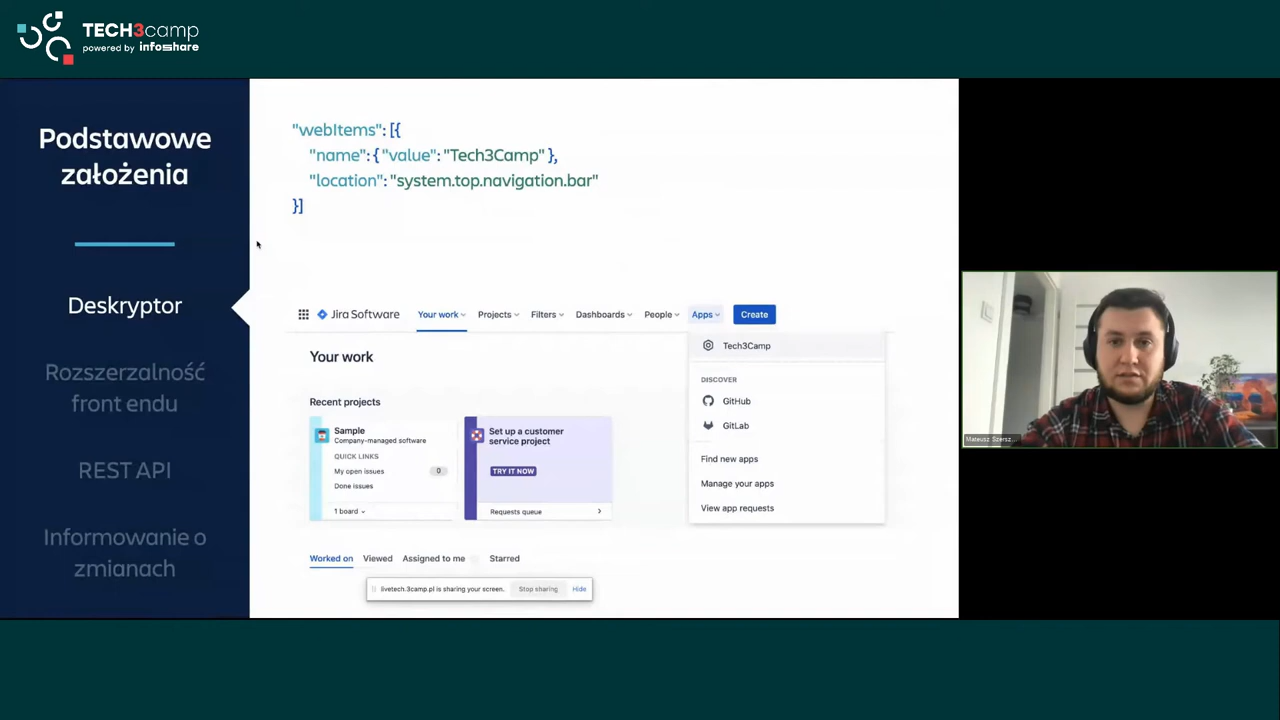 TECH3camp
powered by infoshare
Podstawowe
założenia
Deskryptor
Rozszerzalność
front endu
REST API
Informowanie o
zmianach
"webItems": [{
"name": { "value": "Tech3Camp" },
"location": "system.top.navigation.bar"
}]
Jira Software
Your work
Projects
Filters
Dashboards
People
Apps
Create
Your work
Recent projects
Sample
Company-managed software
QUICK LINKS
My open issues
0
Done issues
1 board
Set up a customer
service project
TRY IT NOW
Requests queue
Tech3Camp
DISCOVER
GitHub
GitLab
Find new apps
Manage your apps
View app requests
Worked on
Viewed
Assigned to me
Starred
livetech.3camp.pl is sharing your screen.
Stop sharing
Hide
Mateusz Szersz...